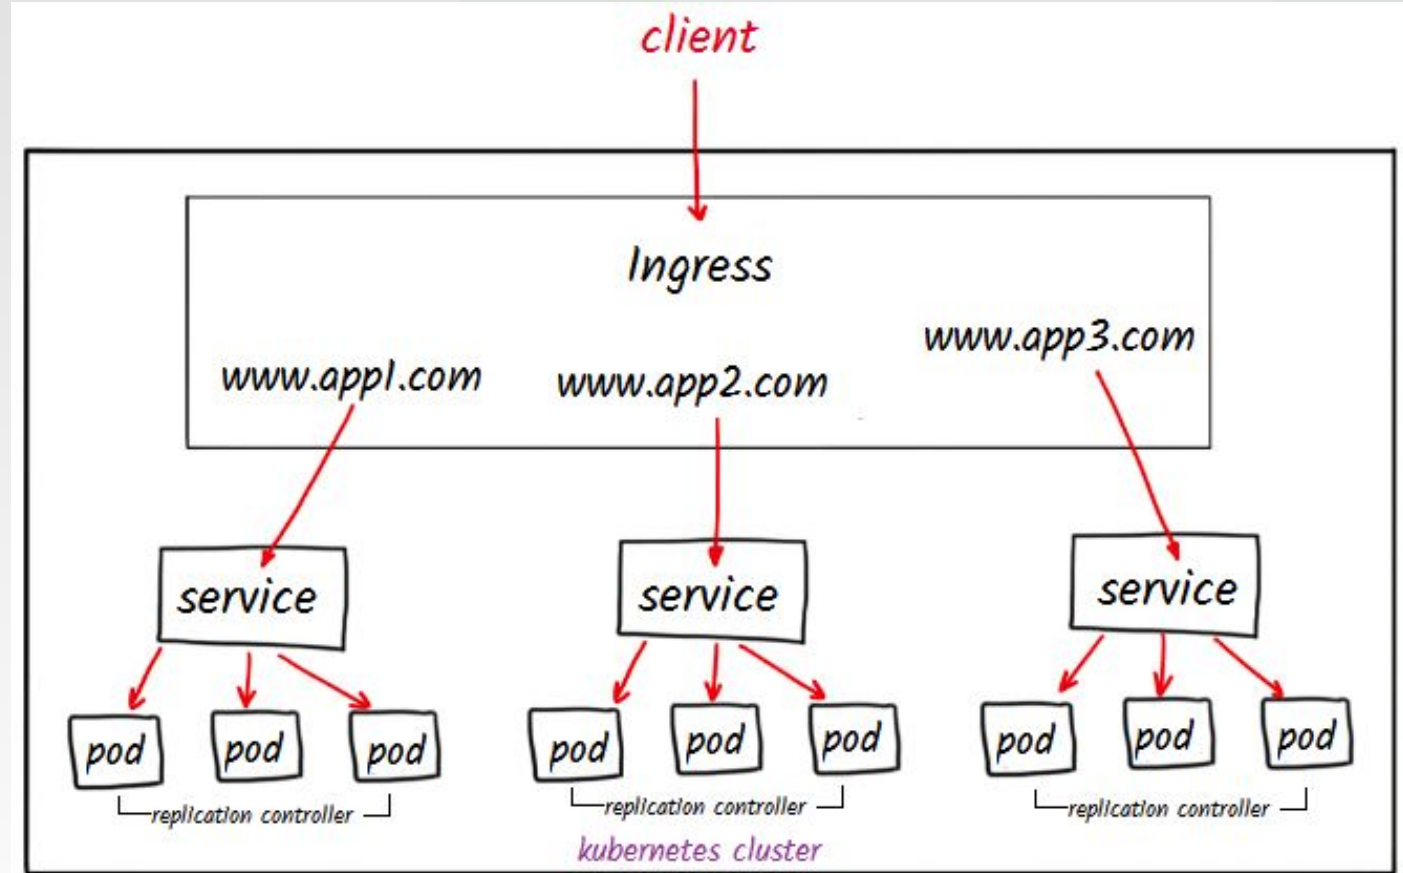 client
Ingress
www.app1.com
www.app2.com
www.app3.com
service
service
service
pod
pod
pod
pod
pod
pod
pod
pod
pod
replication controller
replication controller
replication controller
kubernetes cluster